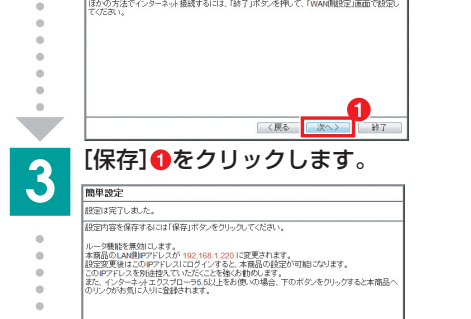 ほかの方法でインターネット接続するには、「終了」ボタンを押して、「WAN側設定」画面で設定し
てください。
1
<戻る 次へ> 終了
3 [保存]1をクリックします。
簡単設定
設定は完了しました。
設定内容を保存するには「保存」ボタンをクリックしてください。
ルータ機能を無効にします。
本商品のLAN側IPアドレスが 192.168.1.220 に変更されます。
設定変更後はこのIPアドレスにログインすると、本商品の設定が可能になります。
このIPアドレスを別途控えていただくことを強くお勧めします。
また、インターネットエクスプローラ5.5以上をお使いの場合、下のボタンをクリックすると本商品へ
のリンクがお気に入りに登録されます。